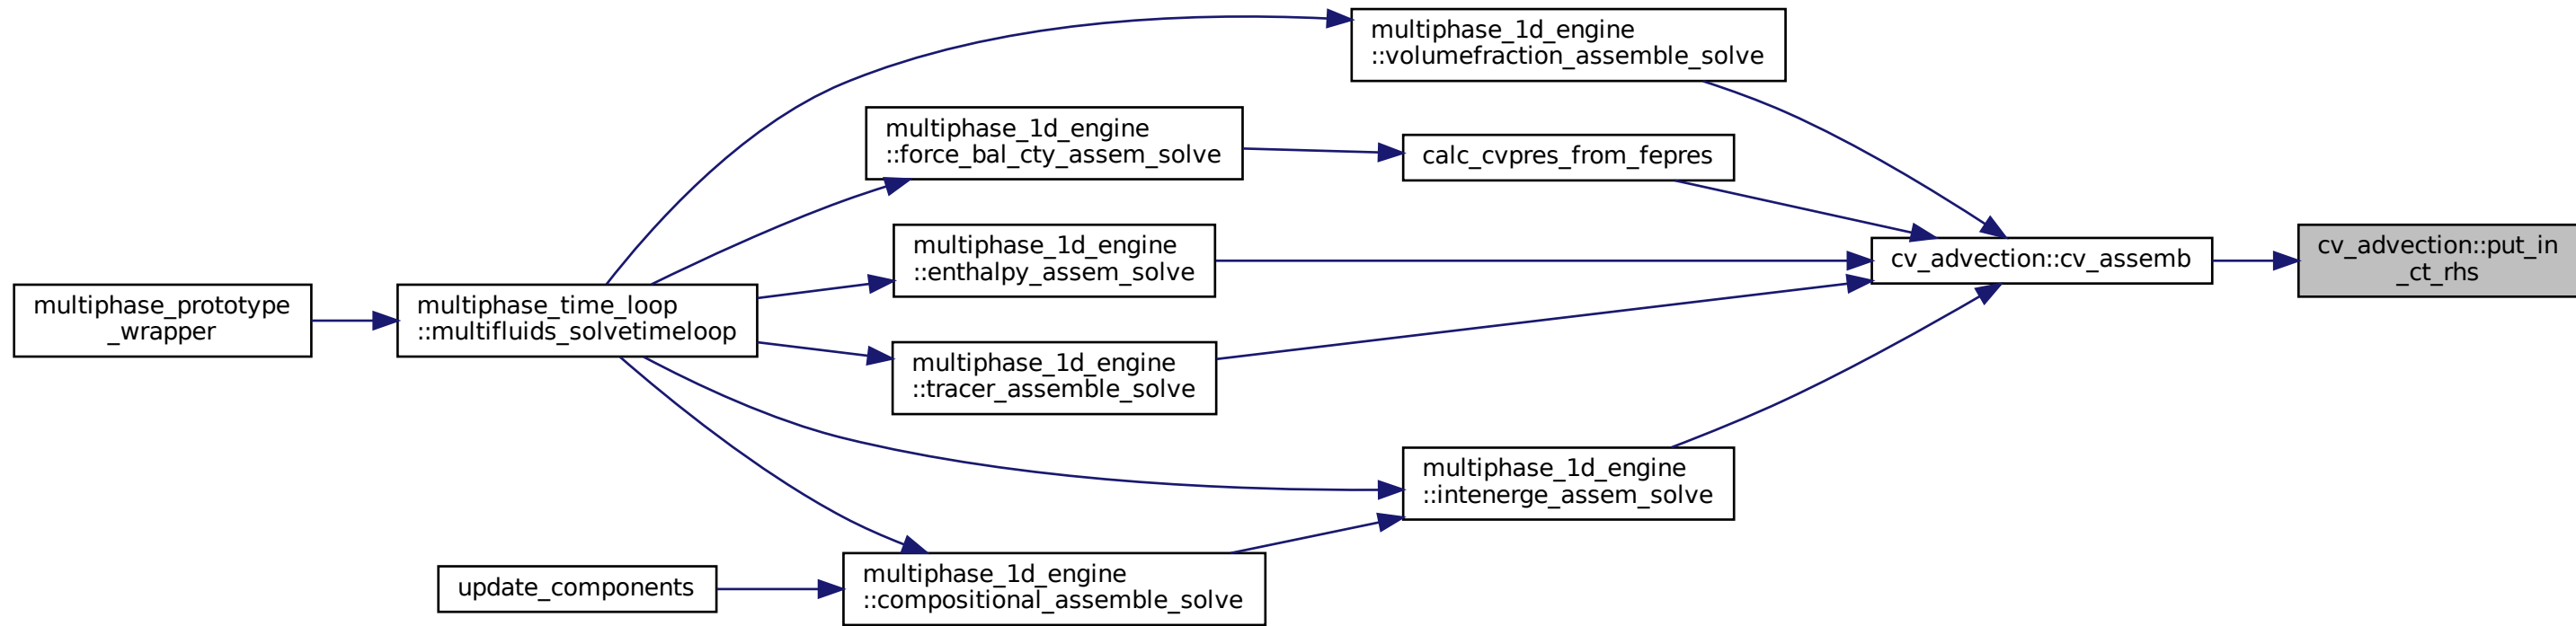 multiphase_1d_engine
::volumefraction_assemble_solve
multiphase_1d_engine
::force_bal_cty_assem_solve
calc_cvpres_from_fepres
multiphase_1d_engine
::enthalpy_assem_solve
cv_advection::cv_assemb
cv_advection::put_in
_ct_rhs
multiphase_prototype
_wrapper
multiphase_time_loop
::multifluids_solvetimeloop
multiphase_1d_engine
::tracer_assemble_solve
multiphase_1d_engine
::intenerge_assem_solve
update_components
multiphase_1d_engine
::compositional_assemble_solve